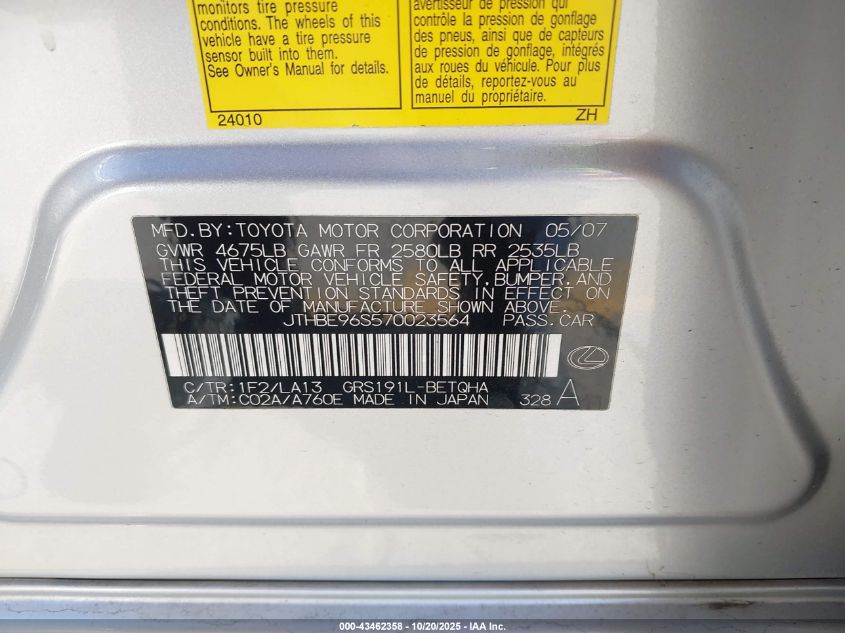 monitors tire pressure
conditions. The wheels of this
vehicle have a tire pressure
sensor built into them.
See Owner's Manual for details.
24010
avertisseur de pression qui
contrôle la pression de gonflage
des pneus, ainsi que de capteurs
de pression de gonflage, intégrés
aux roues du véhicule. Pour plus
de détails, reportez-vous au
manuel du propriétaire.
ZH
MFD.BY:TOYOTA MOTOR CORPORATION 05/07
GVWR 4675LB GAWR FR 2580LB RR 2535LB
THIS VEHICLE CONFORMS TO ALL APPLICABLE
FEDERAL MOTOR VEHICLE SAFETY,BUMPER,AND
THEFT PREVENTION STANDARDS IN EFFECT ON
THE DATE OF MANUFACTURE SHOWN ABOVE.
JTHBE96S570023564 PASS.CAR
C/TR:1F2/LA13 GRS191L-BETQHA
A/TM:C02A/A760E MADE IN JAPAN 328 A
000-43462358 - 10/20/2025 - IAA Inc.